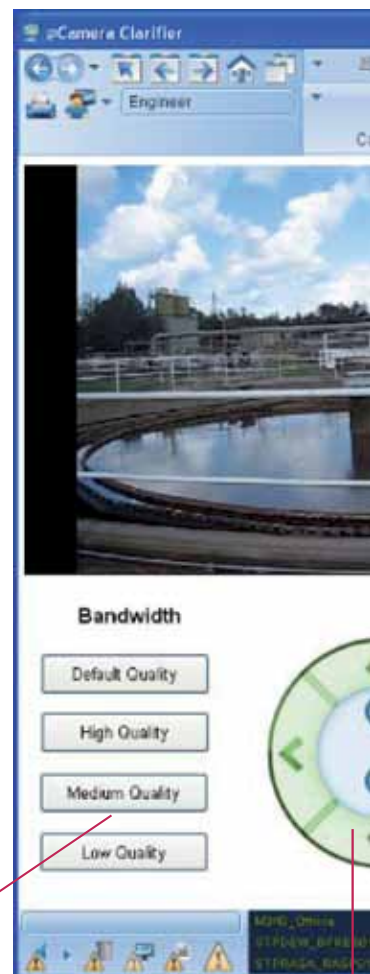 pCamera Clarifier
Engineer
Bandwidth
Default Quality
High Quality
Medium Quality
Low Quality